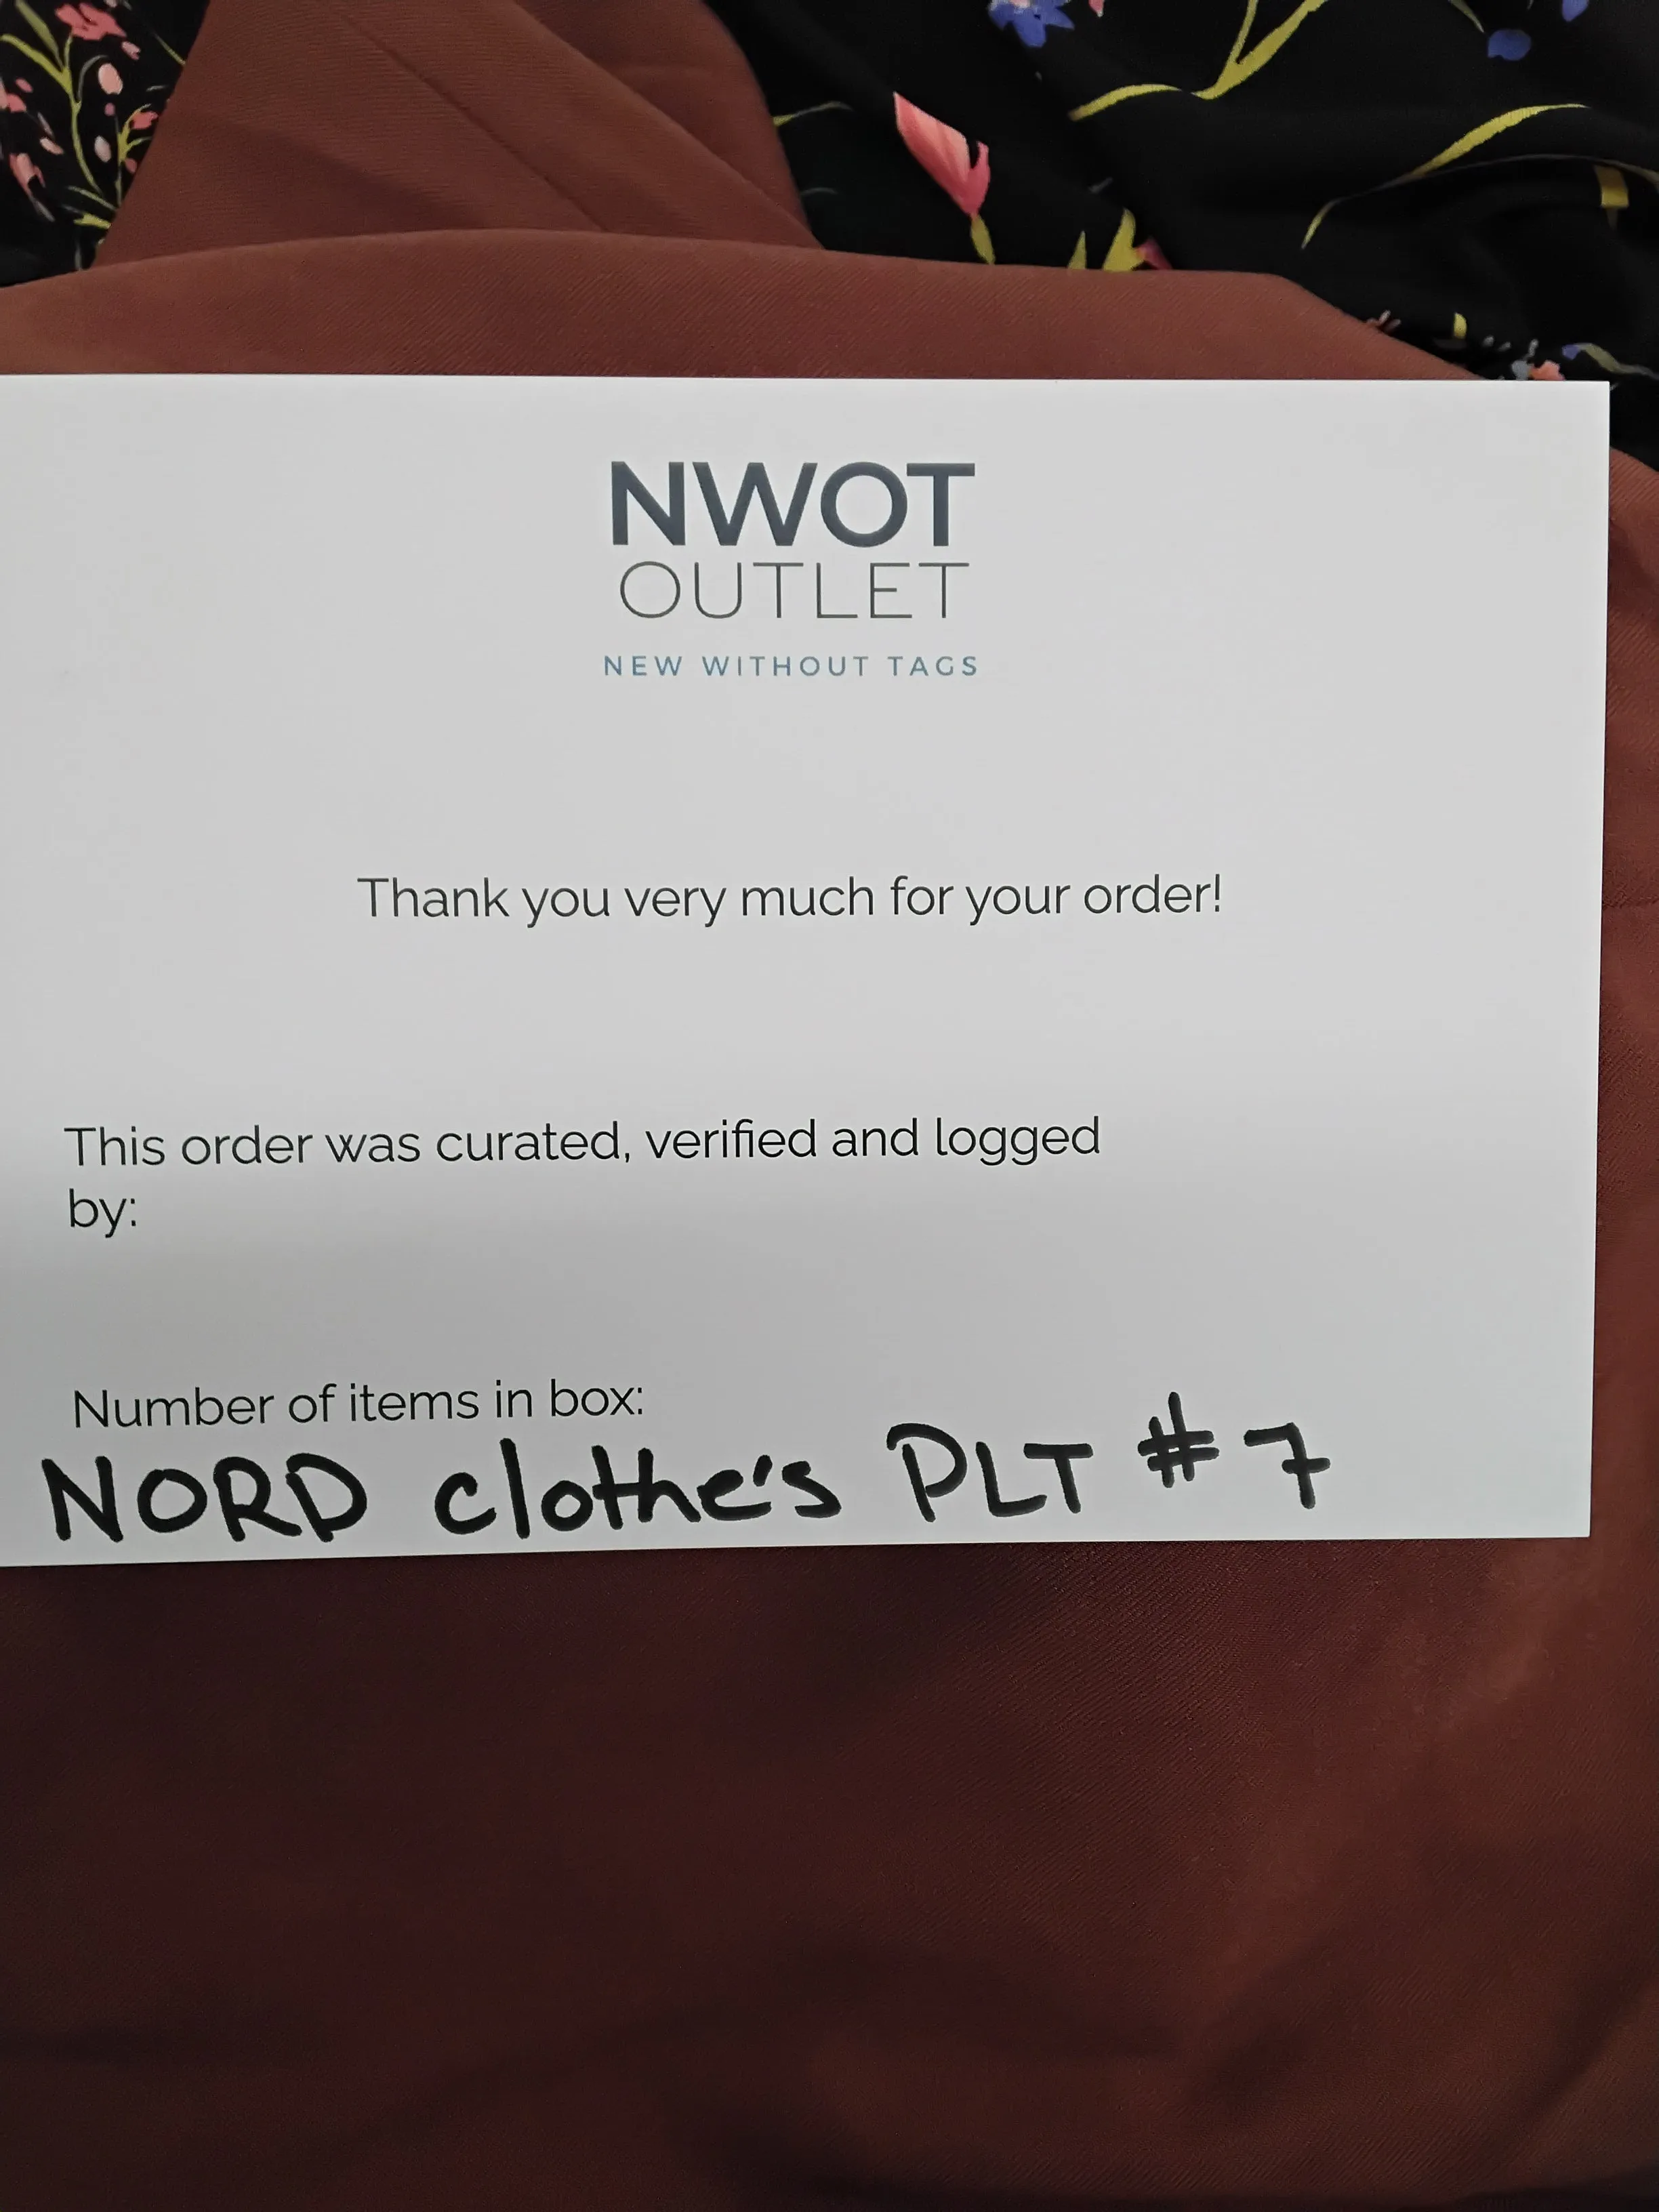 NWOT
OUTLET
NEW WITHOUT TAGS
Thank you very much for your order!
This order was curated, verified and logged
by:
Number of items in box:
NORD clothe's PLT #7